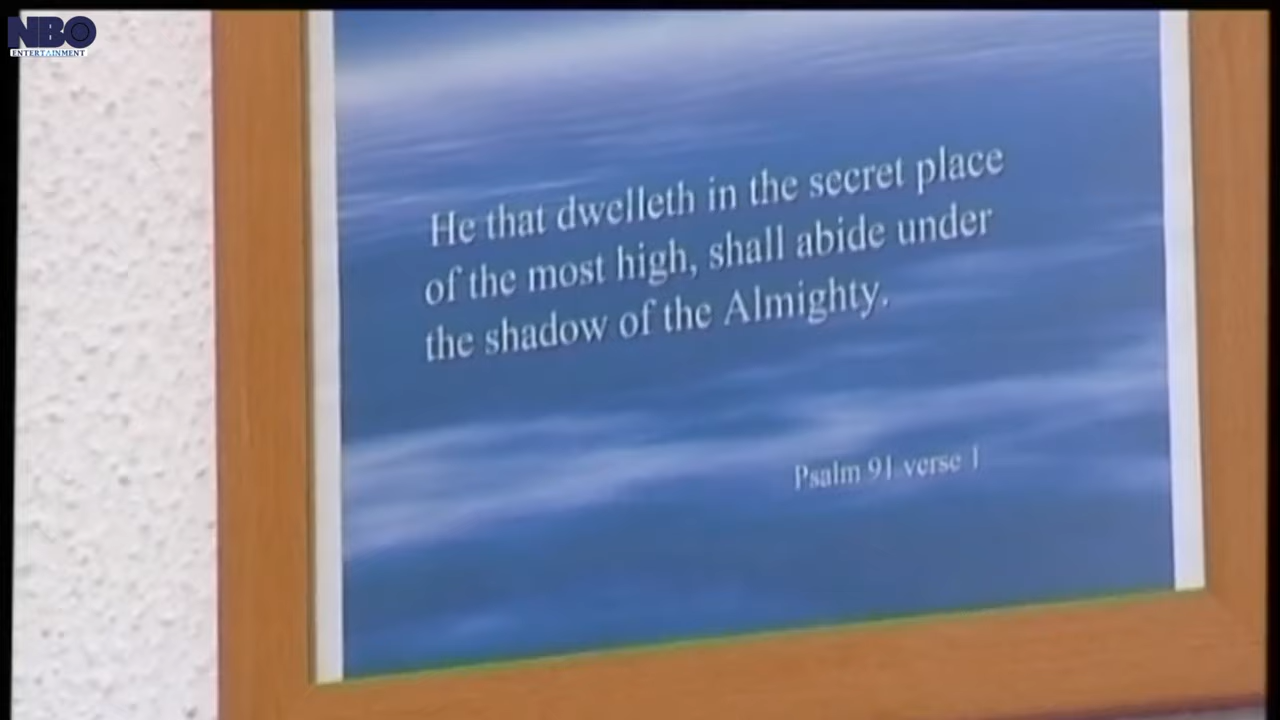 NBO
ENTERTAINMENT
He that dwelleth in the secret place
of the most high, shall abide under
the shadow of the Almighty.
Psalm 91 verse 1